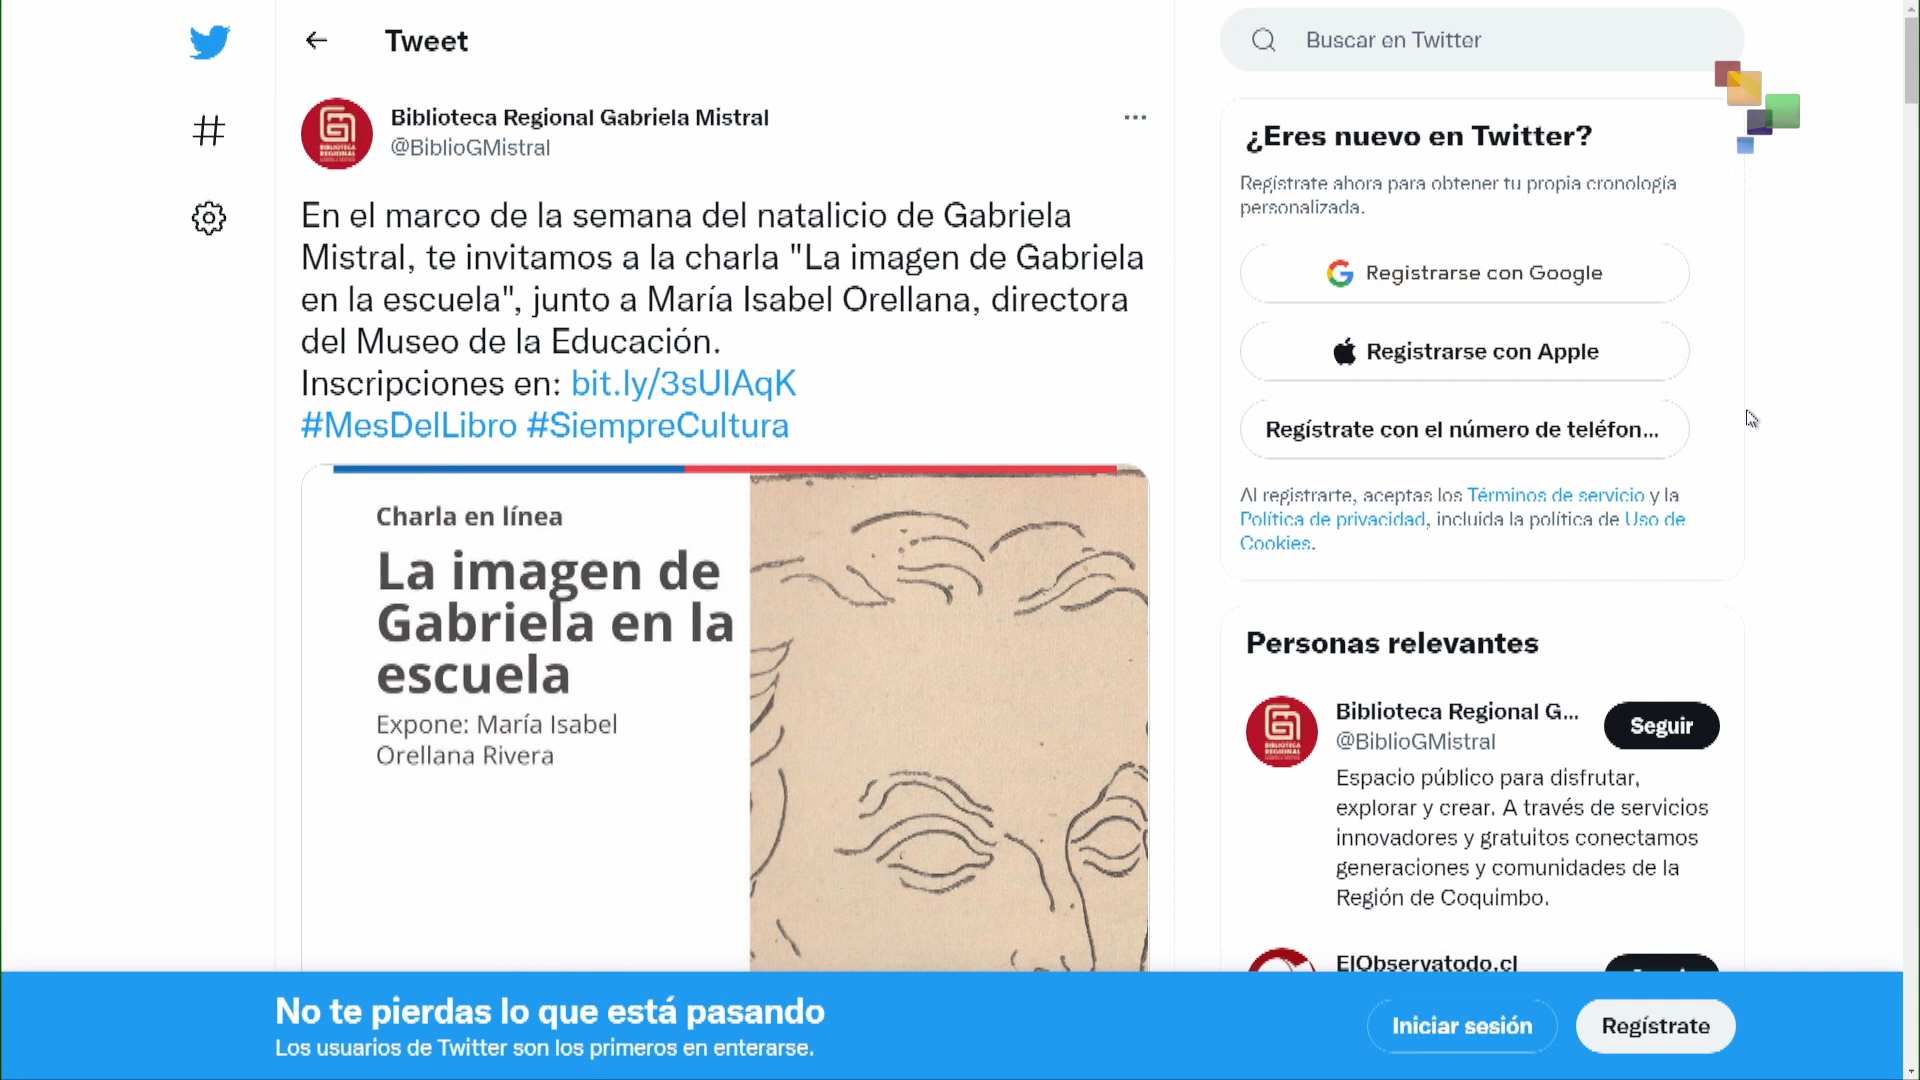 Tweet
Biblioteca Regional Gabriela Mistral
@BiblioGMistral
En el marco de la semana del natalicio de Gabriela
Mistral, te invitamos a la charla "La imagen de Gabriela
en la escuela", junto a María Isabel Orellana, directora
del Museo de la Educación.
Inscripciones en: bit.ly/3sUIAqK
#MesDelLibro #SiempreCultura
Charla en línea
La imagen de
Gabriela en la
escuela
Expone: María Isabel
Orellana Rivera
Buscar en Twitter
¿Eres nuevo en Twitter?
Regístrate ahora para obtener tu propia cronología
personalizada.
Registrarse con Google
Registrarse con Apple
Regístrate con el número de teléfon...
Al registrarte, aceptas los Términos de servicio y la
Política de privacidad, incluida la política de Uso de
Cookies.
Personas relevantes
Biblioteca Regional G...
@BiblioGMistral
Seguir
Espacio público para disfrutar,
explorar y crear. A través de servicios
innovadores y gratuitos conectamos
generaciones y comunidades de la
Región de Coquimbo.
ElObservatodo.cl
No te pierdas lo que está pasando
Los usuarios de Twitter son los primeros en enterarse.
Iniciar sesión
Regístrate